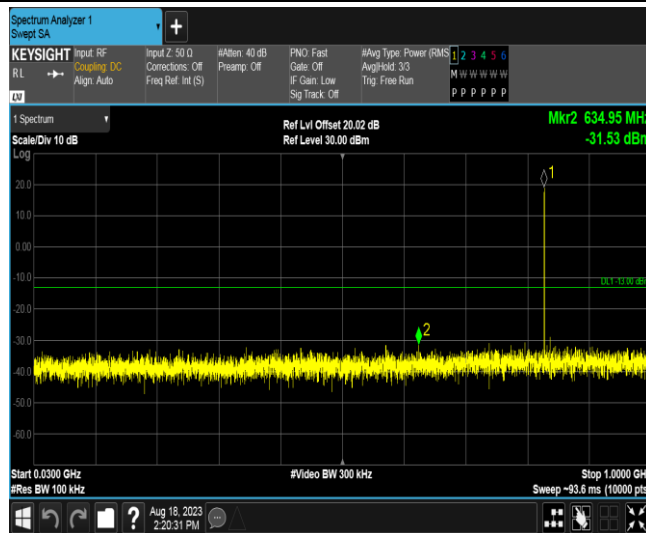 Spectrum Analyzer 1
Swept SA
+
KEYSIGHT
RL
LXI
Input: RF
Coupling: DC
Align: Auto
Input Z: 50 Ω
Corrections: Off
Freq Ref: Int (S)
#Atten: 40 dB
Preamp: Off
PNO: Fast
Gate: Off
IF Gain: Low
Sig Track: Off
#Avg Type: Power (RMS
Avg|Hold: 3/3
Trig: Free Run
1 2 3 4 5 6
M W W W W W
P P P P P P
1 Spectrum
Scale/Div 10 dB
Log
Ref Lvl Offset 20.02 dB
Ref Level 30.00 dBm
Mkr2 634.95 MHz
-31.53 dBm
1
20.0
10.0
0.00
-10.0
DL1 -13.00 dBm
-20.0
-30.0
2
-40.0
-50.0
-60.0
Start 0.0300 GHz
#Res BW 100 kHz
#Video BW 300 kHz
Stop 1.0000 GH
Sweep ~93.6 ms (10000 pts
?
Aug 18, 2023
2:20:31 PM